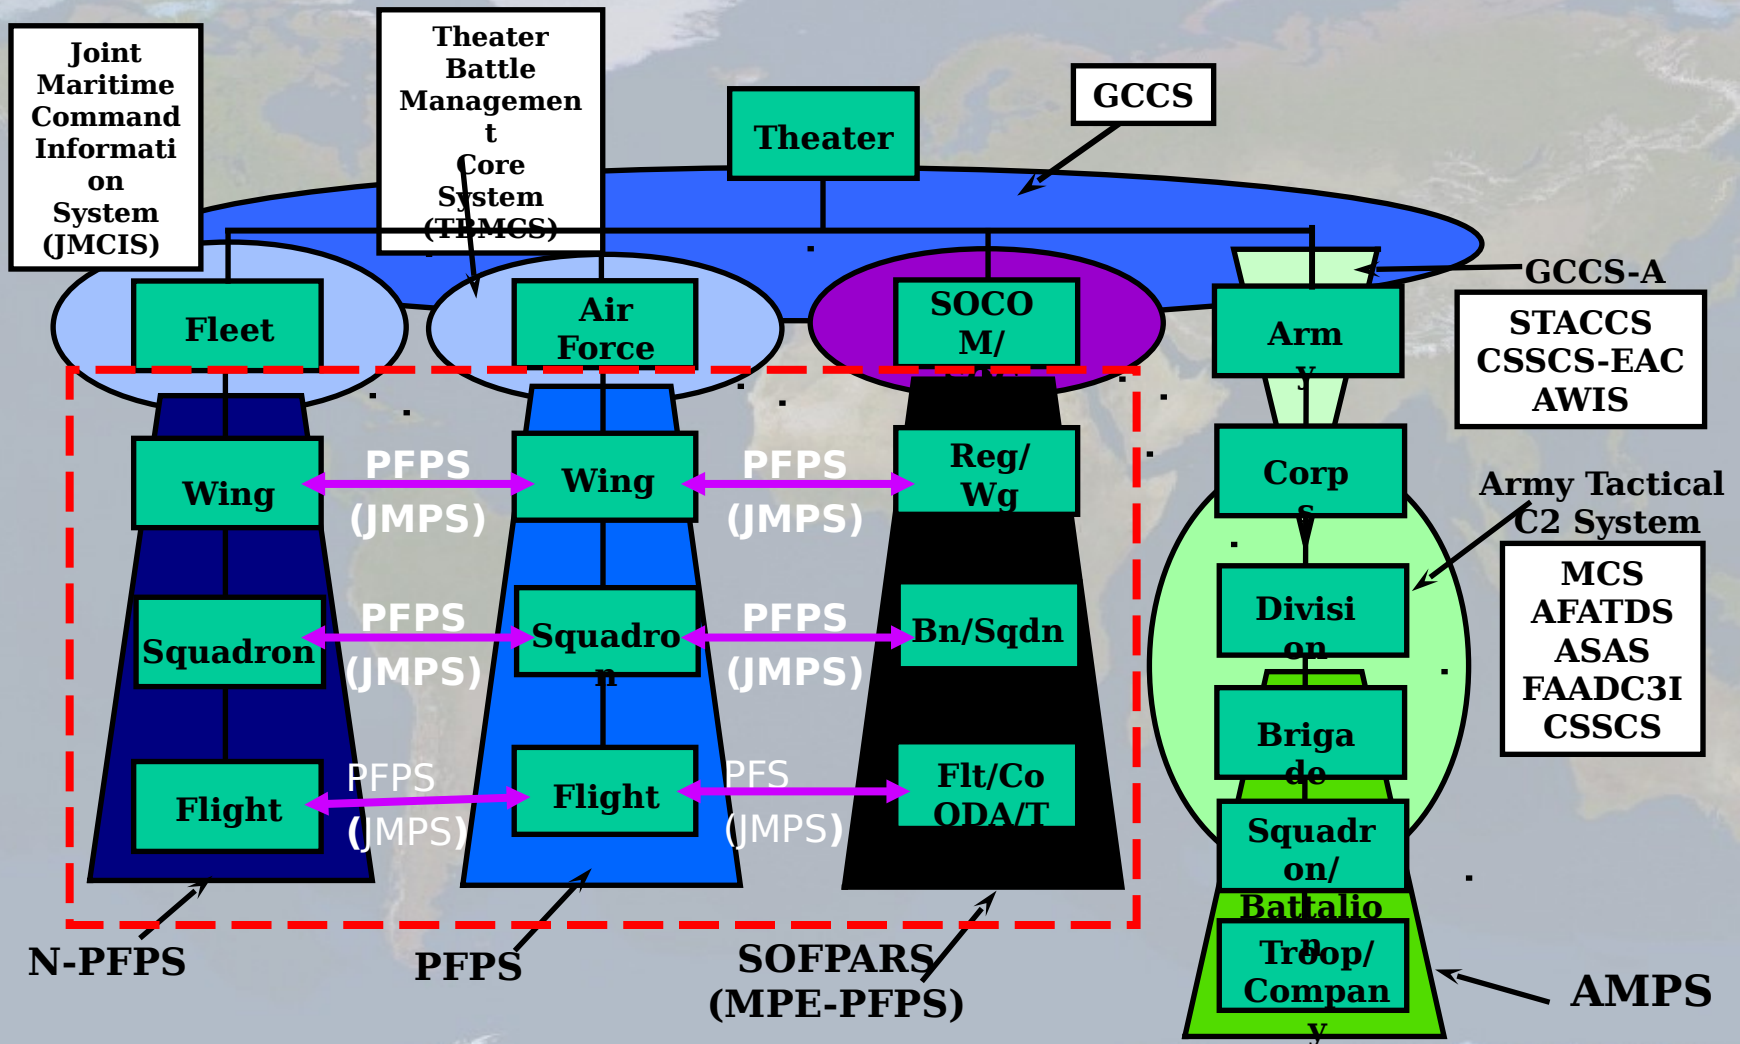 Joint
Maritime
Command
Informati
on
System
(JMCIS)
Theater
Battle
Managemen
t
Core
System
(TBMCS)
Theater
GCCS
Fleet
Air
Force
SOCO
M/
Arm
y
GCCS-A
STACCS
CSSCS-EAC
AWIS
Wing
PFPS
(JMPS)
Wing
PFPS
(JMPS)
Reg/
Wg
Corp
s
Army Tactical
C2 System
MCS
AFATDS
ASAS
FAADC3I
CSSCS
Squadron
PFPS
(JMPS)
Squadro
n
PFPS
(JMPS)
Bn/Sqdn
Divisi
on
Briga
de
Flight
PFPS
(JMPS)
Flight
PFS
(JMPS)
Flt/Co
ODA/T
Squadr
on/
Battalio
n
Troop/
Compan
y
N-PFPS
PFPS
SOFPARS
(MPE-PFPS)
AMPS